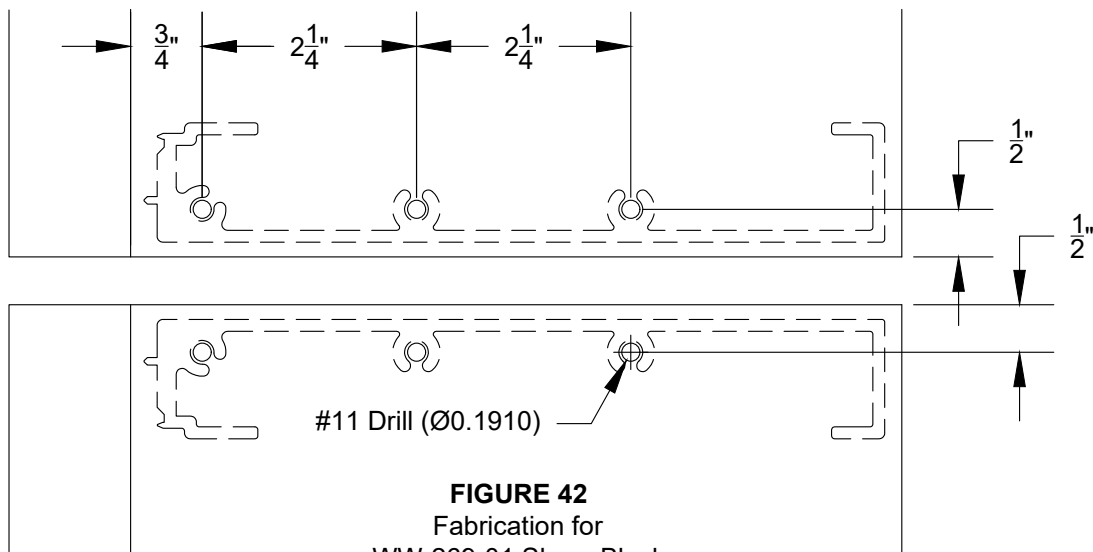 3/4" 2 1/4" 2 1/4"
1/2"
1/2"
#11 Drill (Ø0.1910)
FIGURE 42
Fabrication for